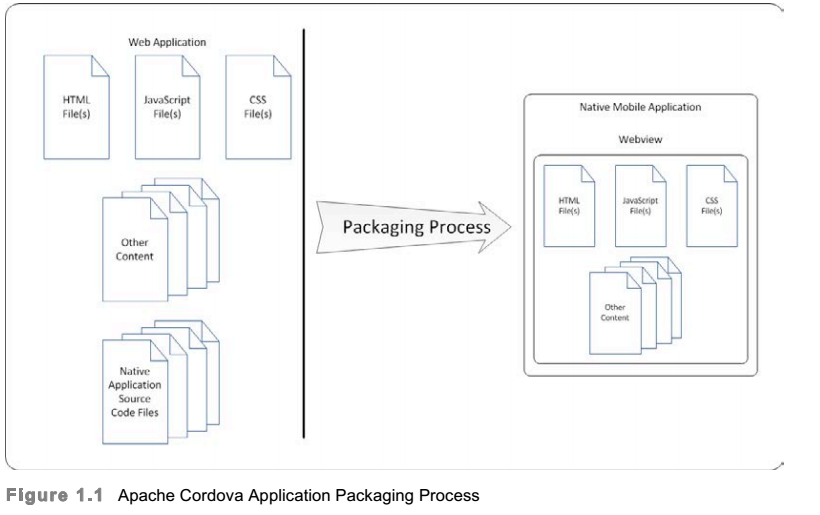 Web Application
HTML
File(s)
JavaScript
File(s)
CSS
File(s)
Other
Content
Native
Application
Source
Code Files
Packaging Process
Native Mobile Application
Webview
HTML
File(s)
JavaScript
File(s)
CSS
File(s)
Other
Content
Figure 1.1 Apache Cordova Application Packaging Process